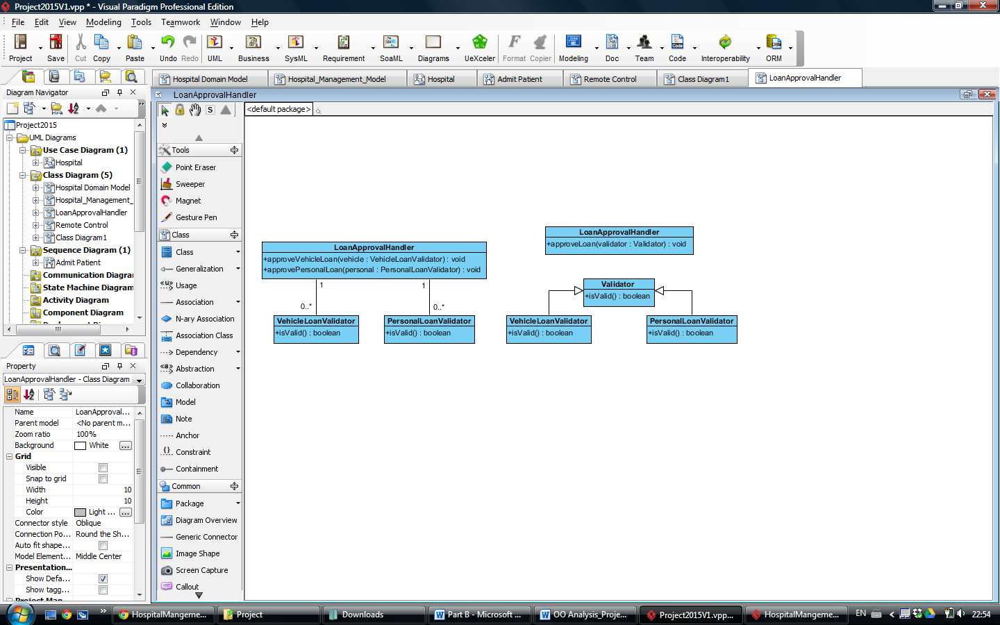 Project2015V1.vpp * - Visual Paradigm Professional Edition
File Edit View Modeling Tools Teamwork Window Help
Project Save Cut Copy Paste Undo Redo UML Business SysML Requirement SoaML Diagrams UeXceler Format Copier Modeling Doc Team Code Interoperability ORM
Hospital Domain Model Hospital_Management_Model Hospital Admit Patient Remote Control Class Diagram1 LoanApprovalHandler
Diagram Navigator
Project2015
UML Diagrams
Use Case Diagram (1)
Hospital
Class Diagram (5)
Hospital Domain Model
Hospital_Management_
LoanApprovalHandler
Remote Control
Class Diagram1
Sequence Diagram (1)
Admit Patient
Communication Diagra
State Machine Diagram
Activity Diagram
Component Diagram
Property
LoanApprovalHandler - Class Diagram
Name LoanApproval...
Parent model <No parent m...
Zoom ratio 100%
Background White ...
Grid
Visible
Snap to grid
Width 10
Height 10
Color Light ... ...
Connector style Oblique
Connection Po... Round the Sh...
Auto fit shape...
Model Element... Middle Center
Presentation...
Show Defa...
Show tagg...
LoanApprovalHandler
S
<default package>
Tools
Point Eraser
Sweeper
Magnet
Gesture Pen
Class
Class
Generalization
Usage
Association
N-ary Association
Association Class
Dependency
Abstraction
Collaboration
Model
Note
Anchor
Constraint
Containment
Common
Package
Diagram Overview
Generic Connector
Image Shape
Screen Capture
Callout
LoanApprovalHandler
+approveVehicleLoan(vehicle : VehicleLoanValidator) : void
+approvePersonalLoan(personal : PersonalLoanValidator) : void
1 1
0..* 0..*
VehicleLoanValidator
+isValid() : boolean
PersonalLoanValidator
+isValid() : boolean
LoanApprovalHandler
+approveLoan(validator : Validator) : void
Validator
+isValid() : boolean
VehicleLoanValidator
+isValid() : boolean
PersonalLoanValidator
+isValid() : boolean
HospitalMangeme... Project Downloads Part B - Microsoft ... OO Analysis_Proje... Project2015V1.vpp... HospitalMangeme... EN 22:54